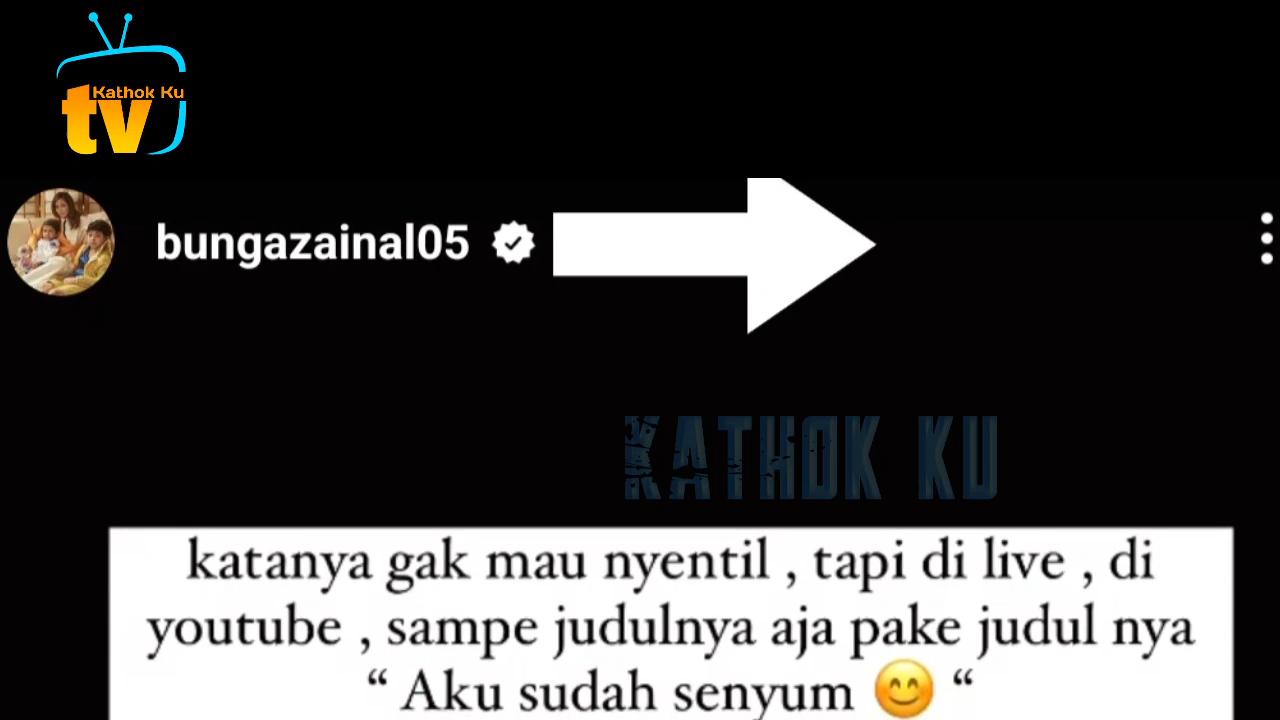 Kathok Ku
tv
bungazainal05
KATHOK KU
katanya gak mau nyentil , tapi di live , di
youtube , sampe judulnya aja pake judul nya
“ Aku sudah senyum 😊 “